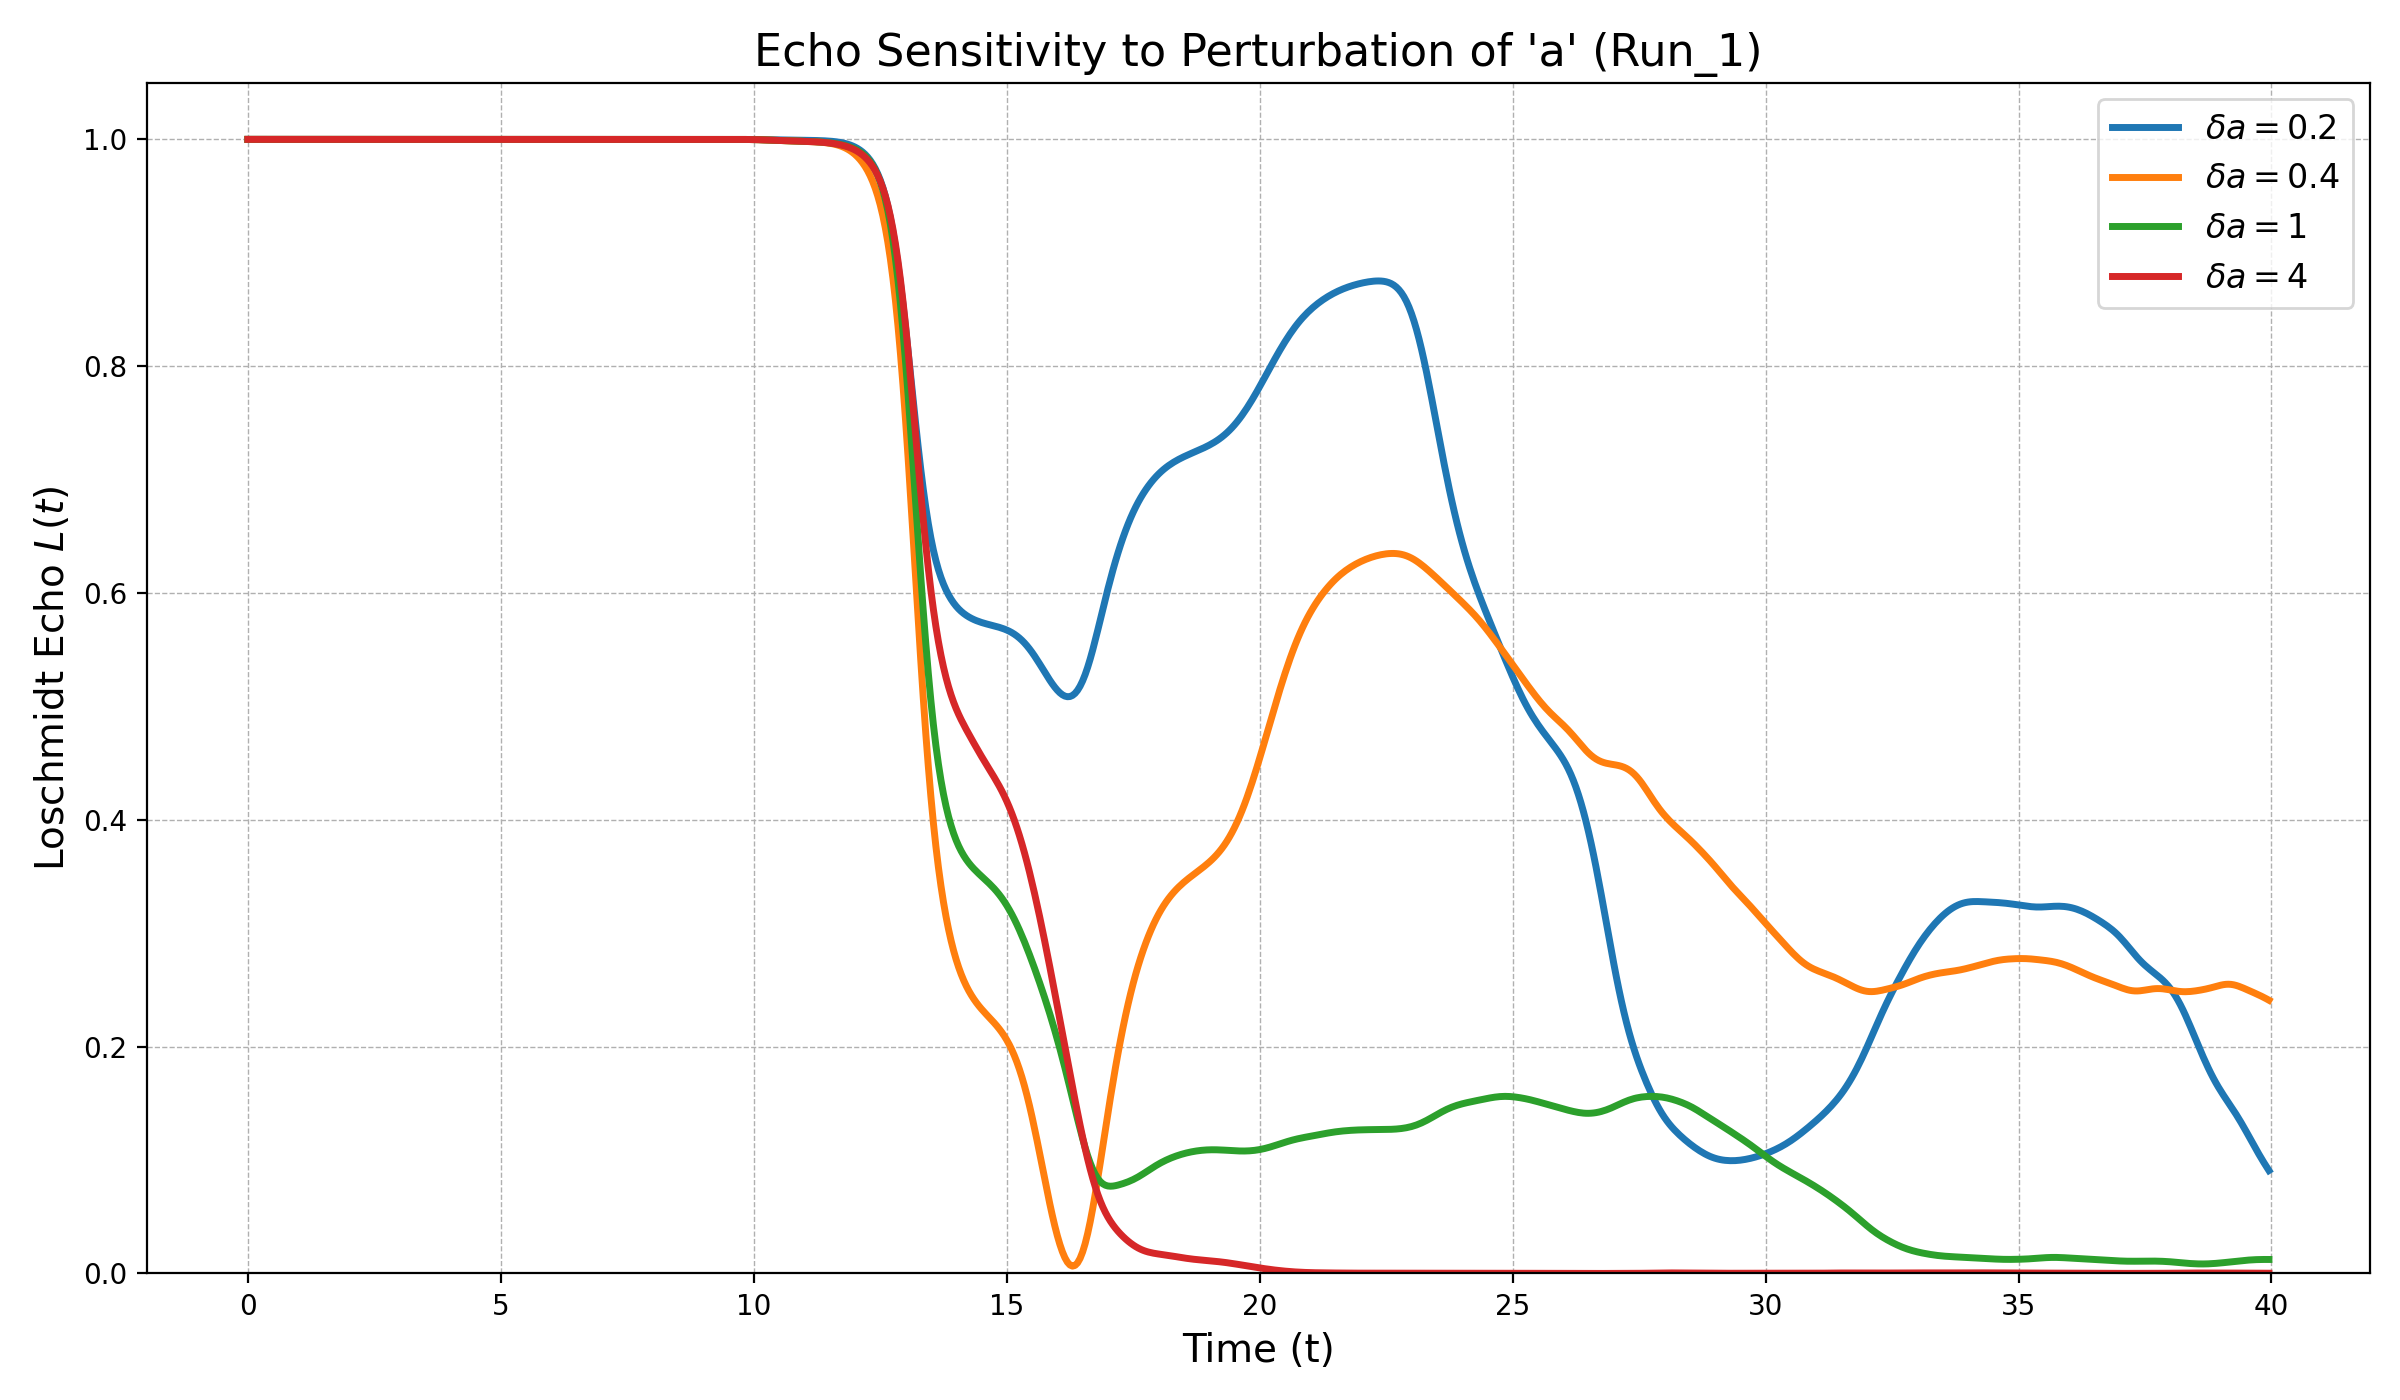 Echo Sensitivity to Perturbation of 'a' (Run_1)
δa = 0.2
δa = 0.4
δa = 1
δa = 4
Loschmidt Echo L(t)
1.0
0.8
0.6
0.4
0.2
0.0
0 5 10 15 20 25 30 35 40
Time (t)